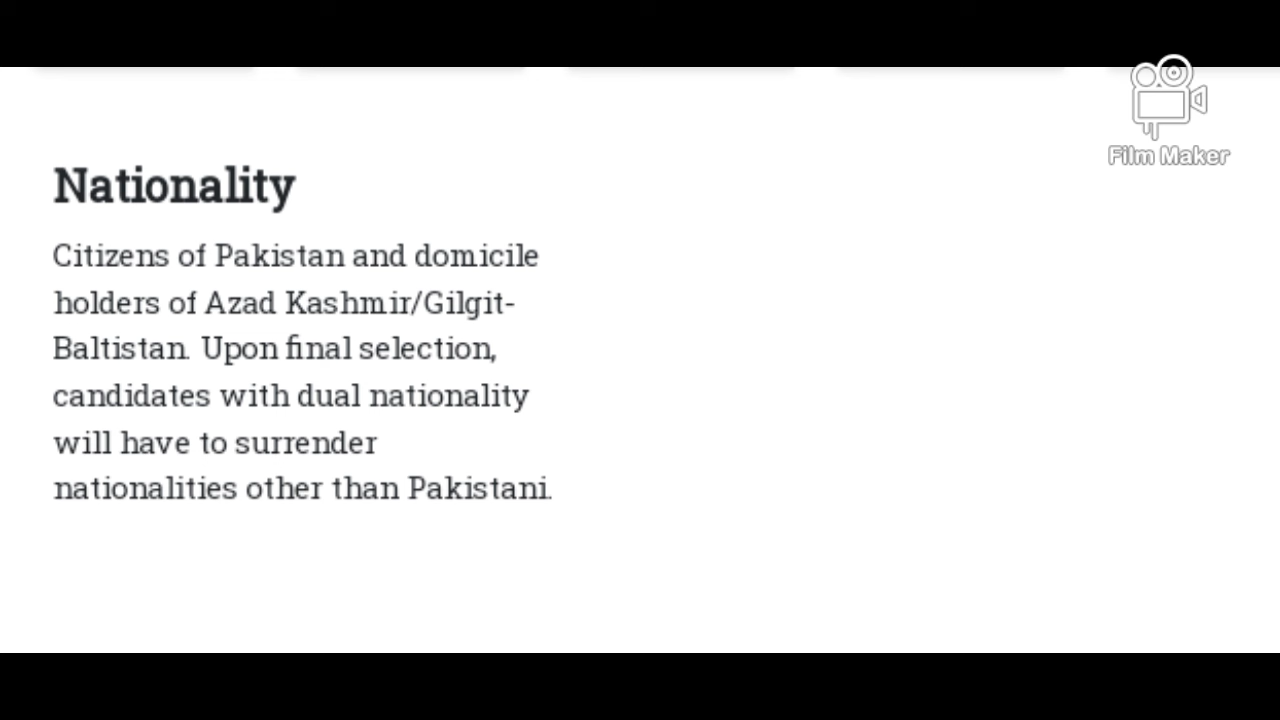 Film Maker
Nationality
Citizens of Pakistan and domicile
holders of Azad Kashmir/Gilgit-
Baltistan. Upon final selection,
candidates with dual nationality
will have to surrender
nationalities other than Pakistani.